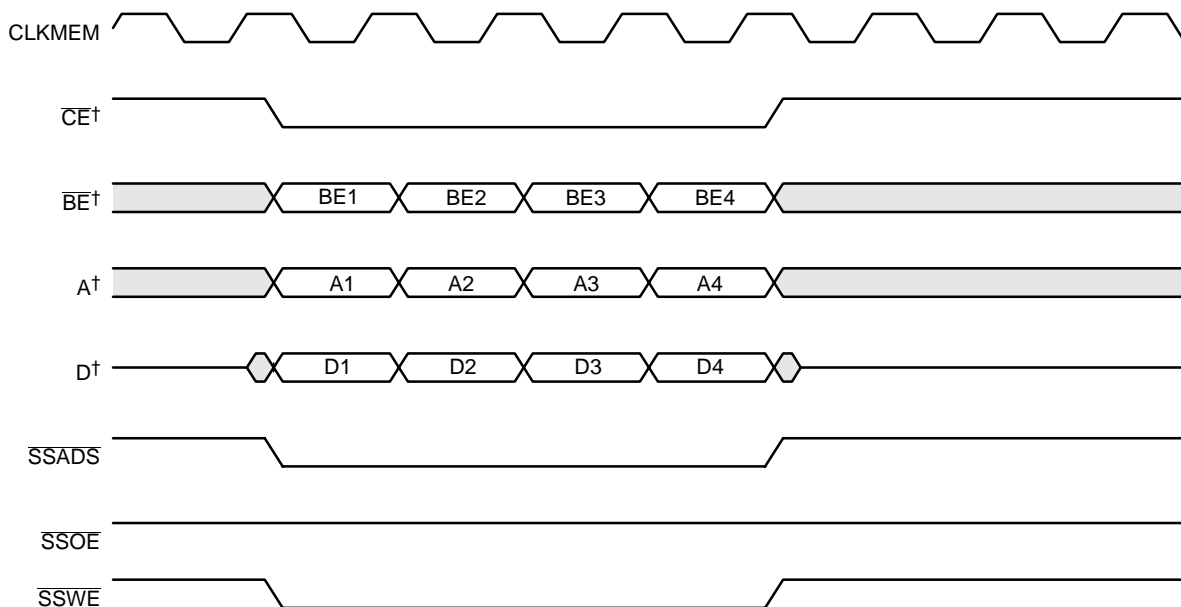 CLKMEM
CE†
BE†
BE1 BE2 BE3 BE4
A†
A1 A2 A3 A4
D†
D1 D2 D3 D4
SSADS
SSOE
SSWE